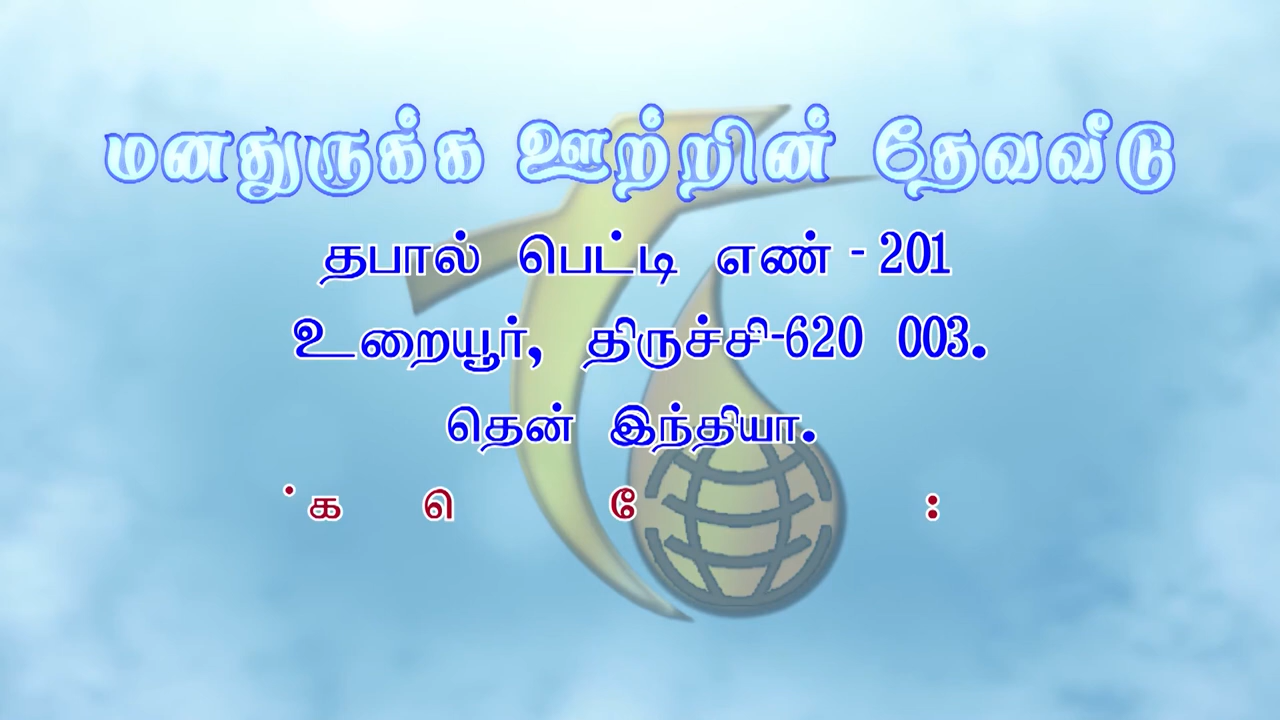 மனதுருக்க ஊற்றின் தேவவீடு
தபால் பெட்டி எண் - 201
உறையூர், திருச்சி-620 003.
தென் இந்தியா.